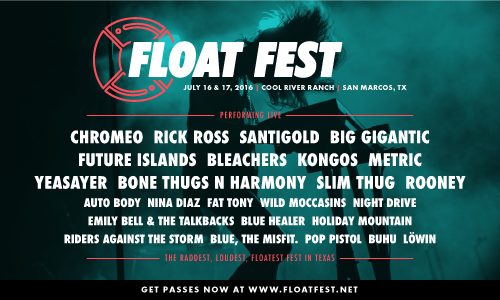 FLOAT FEST
JULY 16 & 17, 2016 | COOL RIVER RANCH | SAN MARCOS, TX
PERFORMING LIVE
CHROMEO RICK ROSS SANTIGOLD BIG GIGANTIC
FUTURE ISLANDS BLEACHERS KONGOS METRIC
YEASAYER BONE THUGS N HARMONY SLIM THUG ROONEY
AUTO BODY NINA DIAZ FAT TONY WILD MOCCASINS NIGHT DRIVE
EMILY BELL & THE TALKBACKS BLUE HEALER HOLIDAY MOUNTAIN
RIDERS AGAINST THE STORM BLUE, THE MISFIT. POP PISTOL BUHU LÖWIN
THE RADDEST, LOUDEST, FLOATEST FEST IN TEXAS
GET PASSES NOW AT WWW.FLOATFEST.NET